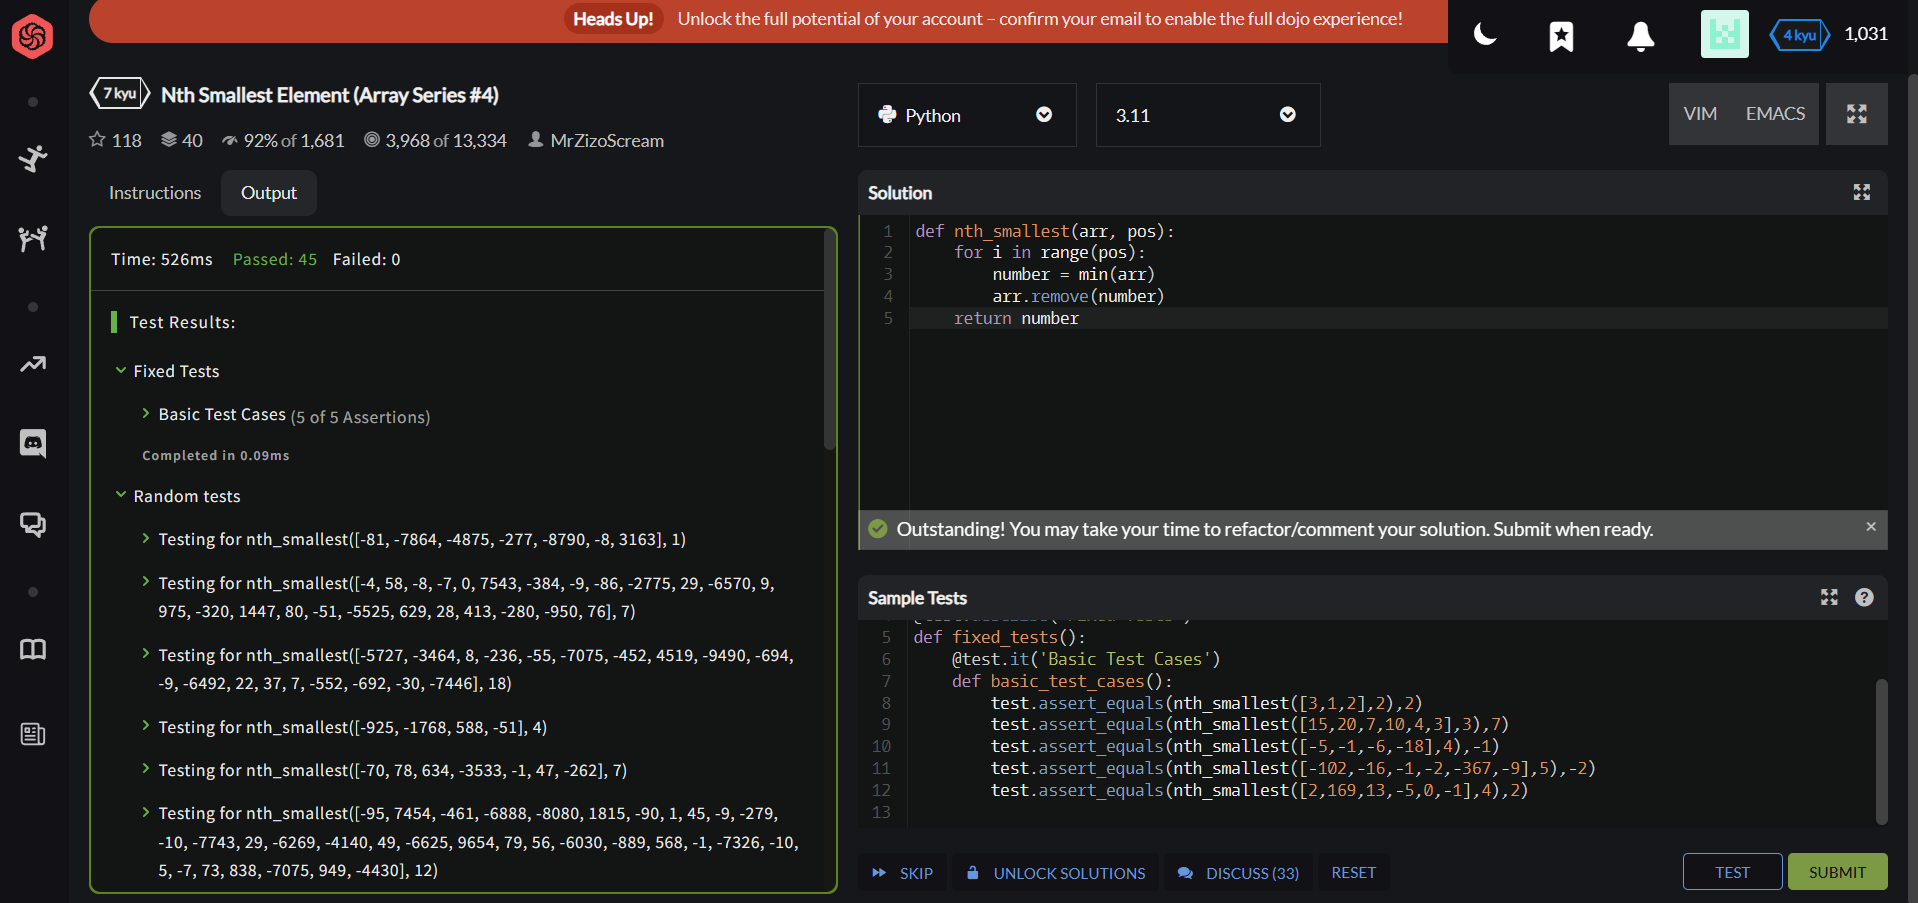 Heads Up! Unlock the full potential of your account – confirm your email to enable the full dojo experience!
4 kyu 1,031
7 kyu Nth Smallest Element (Array Series #4)
118 40 92% of 1,681 3,968 of 13,334 MrZizoScream
Instructions Output
Time: 526ms Passed: 45 Failed: 0
Test Results:
Fixed Tests
Basic Test Cases (5 of 5 Assertions)
Completed in 0.09ms
Random tests
Testing for nth_smallest([-81, -7864, -4875, -277, -8790, -8, 3163], 1)
Testing for nth_smallest([-4, 58, -8, -7, 0, 7543, -384, -9, -86, -2775, 29, -6570, 9,
975, -320, 1447, 80, -51, -5525, 629, 28, 413, -280, -950, 76], 7)
Testing for nth_smallest([-5727, -3464, 8, -236, -55, -7075, -452, 4519, -9490, -694,
-9, -6492, 22, 37, 7, -552, -692, -30, -7446], 18)
Testing for nth_smallest([-925, -1768, 588, -51], 4)
Testing for nth_smallest([-70, 78, 634, -3533, -1, 47, -262], 7)
Testing for nth_smallest([-95, 7454, -461, -6888, -8080, 1815, -90, 1, 45, -9, -279,
-10, -7743, 29, -6269, -4140, 49, -6625, 9654, 79, 56, -6030, -889, 568, -1, -7326, -10,
5, -7, 73, 838, -7075, 949, -4430], 12)
Python 3.11 VIM EMACS
Solution
1 def nth_smallest(arr, pos):
2 for i in range(pos):
3 number = min(arr)
4 arr.remove(number)
5 return number
Outstanding! You may take your time to refactor/comment your solution. Submit when ready.
Sample Tests
5 def fixed_tests():
6 @test.it('Basic Test Cases')
7 def basic_test_cases():
8 test.assert_equals(nth_smallest([3,1,2],2),2)
9 test.assert_equals(nth_smallest([15,20,7,10,4,3],3),7)
10 test.assert_equals(nth_smallest([-5,-1,-6,-18],4),-1)
11 test.assert_equals(nth_smallest([-102,-16,-1,-2,-367,-9],5),-2)
12 test.assert_equals(nth_smallest([2,169,13,-5,0,-1],4),2)
13
SKIP UNLOCK SOLUTIONS DISCUSS (33) RESET TEST SUBMIT